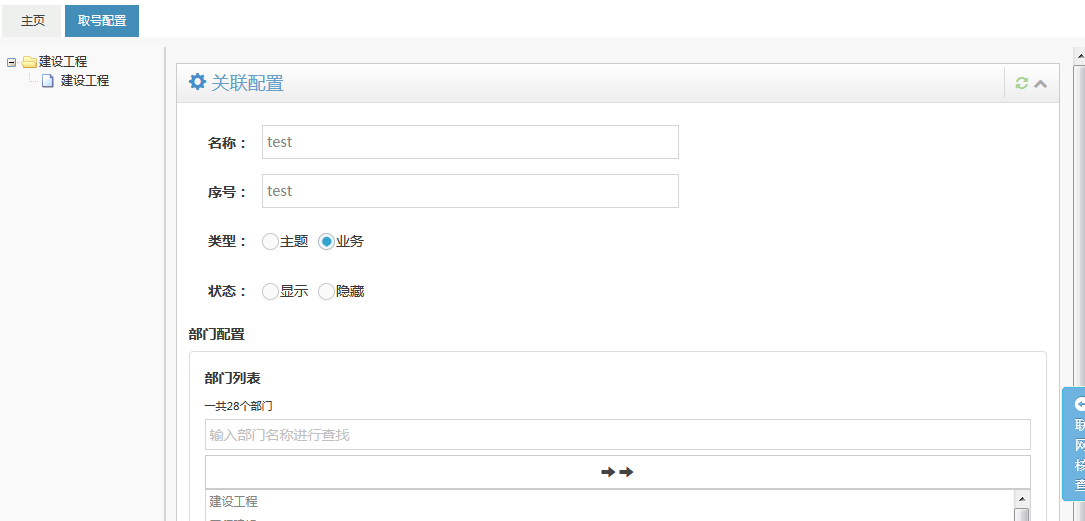 主页 取号配置
建设工程
建设工程
关联配置
名称： test
序号： test
类型： 主题 业务
状态： 显示 隐藏
部门配置
部门列表
一共28个部门
输入部门名称进行查找
建设工程
联
网
核
查